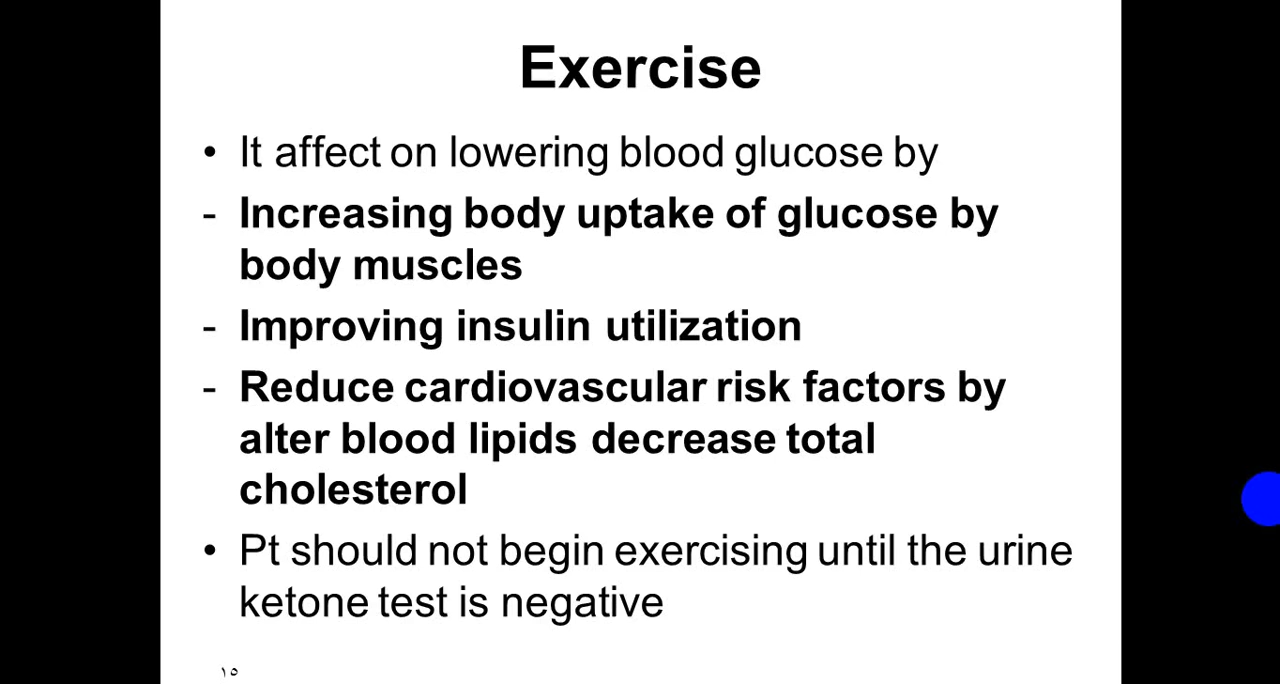 Exercise
• It affect on lowering blood glucose by
- Increasing body uptake of glucose by
body muscles
- Improving insulin utilization
- Reduce cardiovascular risk factors by
alter blood lipids decrease total
cholesterol
• Pt should not begin exercising until the urine
ketone test is negative
١٥